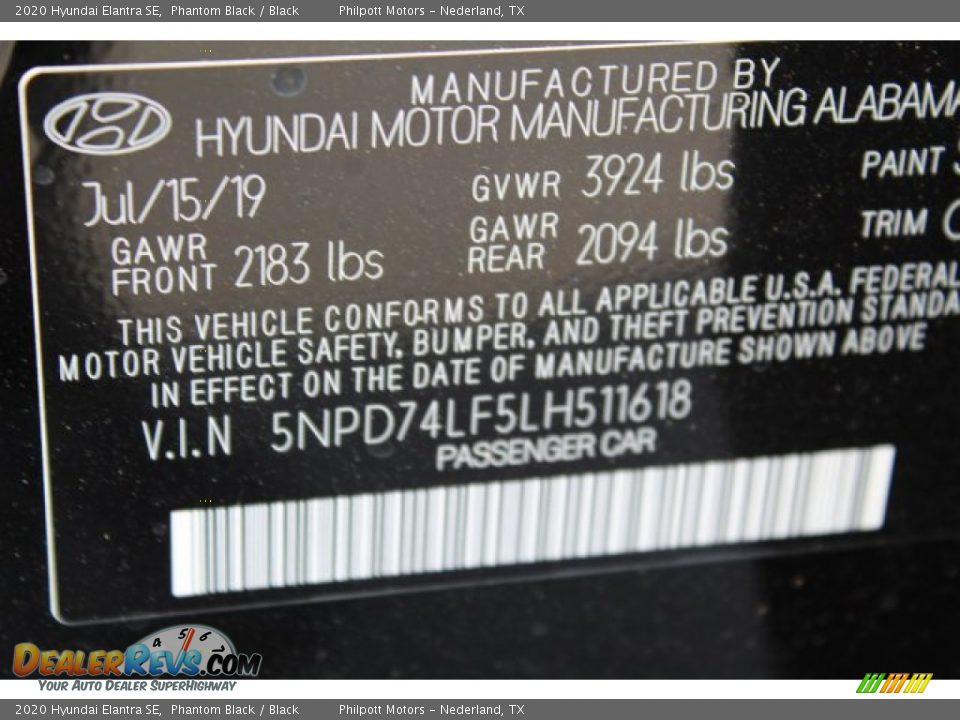 2020 Hyundai Elantra SE, Phantom Black / Black Philpott Motors - Nederland, TX
MANUFACTURED BY
HYUNDAI MOTOR MANUFACTURING ALABAMA
Jul/15/19 GVWR 3924 lbs PAINT
GAWR FRONT 2183 lbs GAWR REAR 2094 lbs TRIM
THIS VEHICLE CONFORMS TO ALL APPLICABLE U.S.A. FEDERAL
MOTOR VEHICLE SAFETY, BUMPER, AND THEFT PREVENTION STANDA
IN EFFECT ON THE DATE OF MANUFACTURE SHOWN ABOVE
V.I.N 5NPD74LF5LH511618
PASSENGER CAR
4 5 6 7
DEALERREVS.COM
YOUR AUTO DEALER SUPERHIGHWAY
2020 Hyundai Elantra SE, Phantom Black / Black Philpott Motors - Nederland, TX